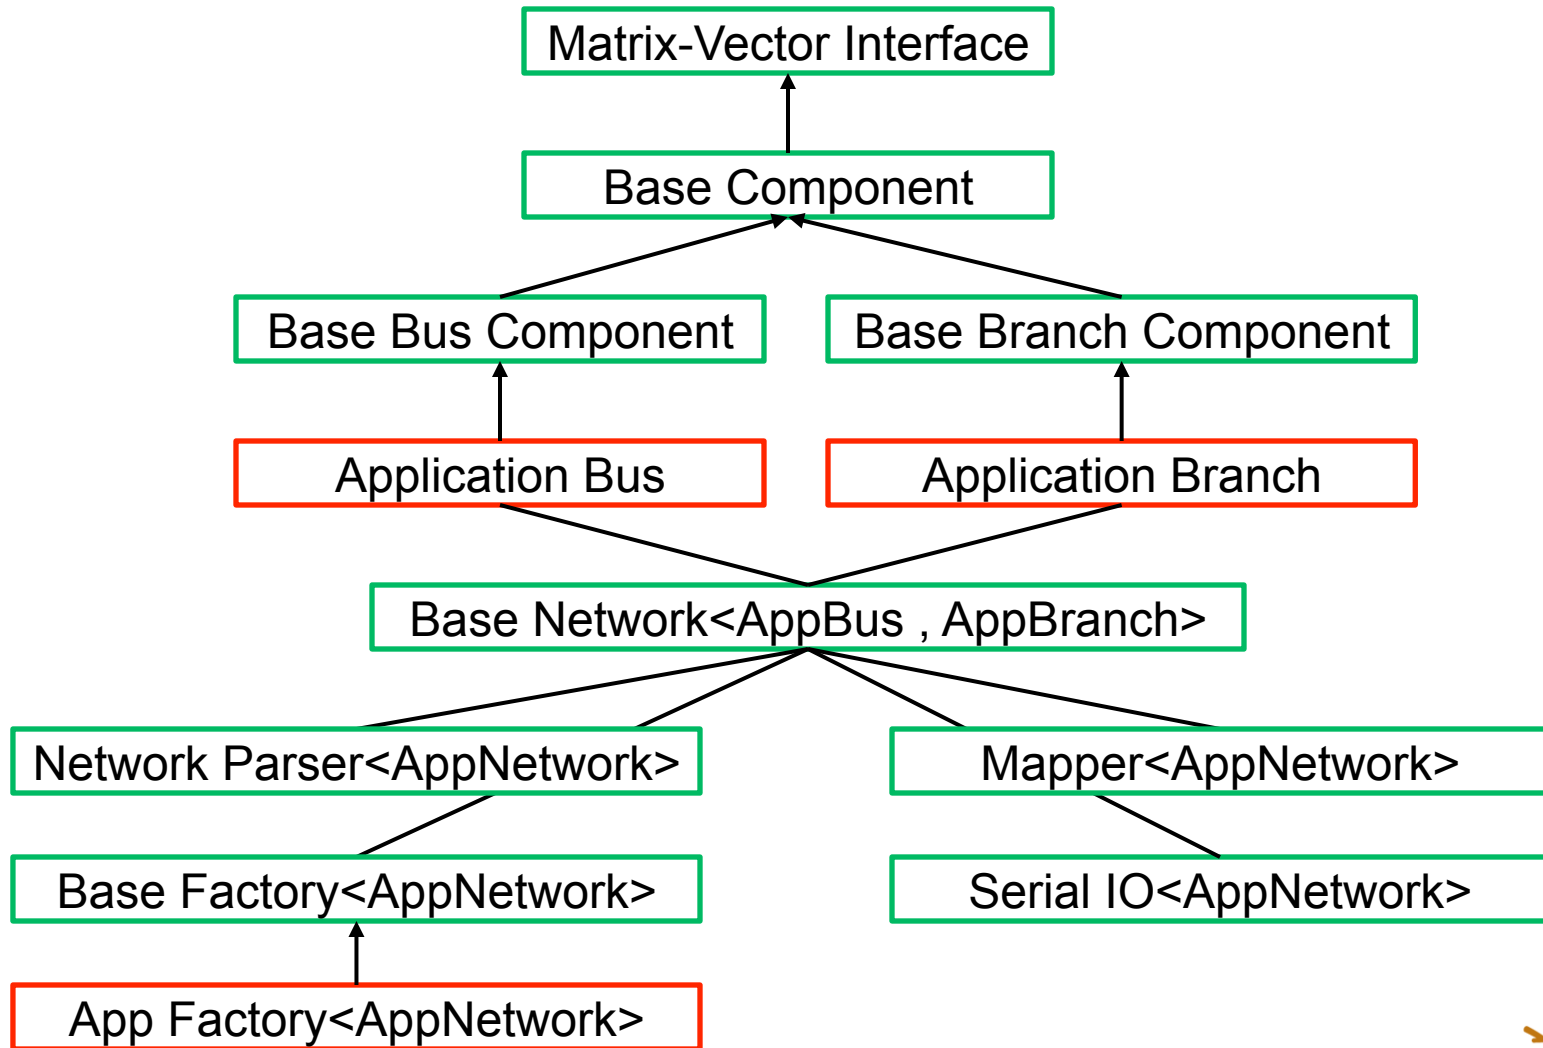 Matrix-Vector Interface
Base Component
Base Bus Component
Base Branch Component
Application Bus
Application Branch
Base Network<AppBus , AppBranch>
Network Parser<AppNetwork>
Mapper<AppNetwork>
Base Factory<AppNetwork>
Serial IO<AppNetwork>
App Factory<AppNetwork>